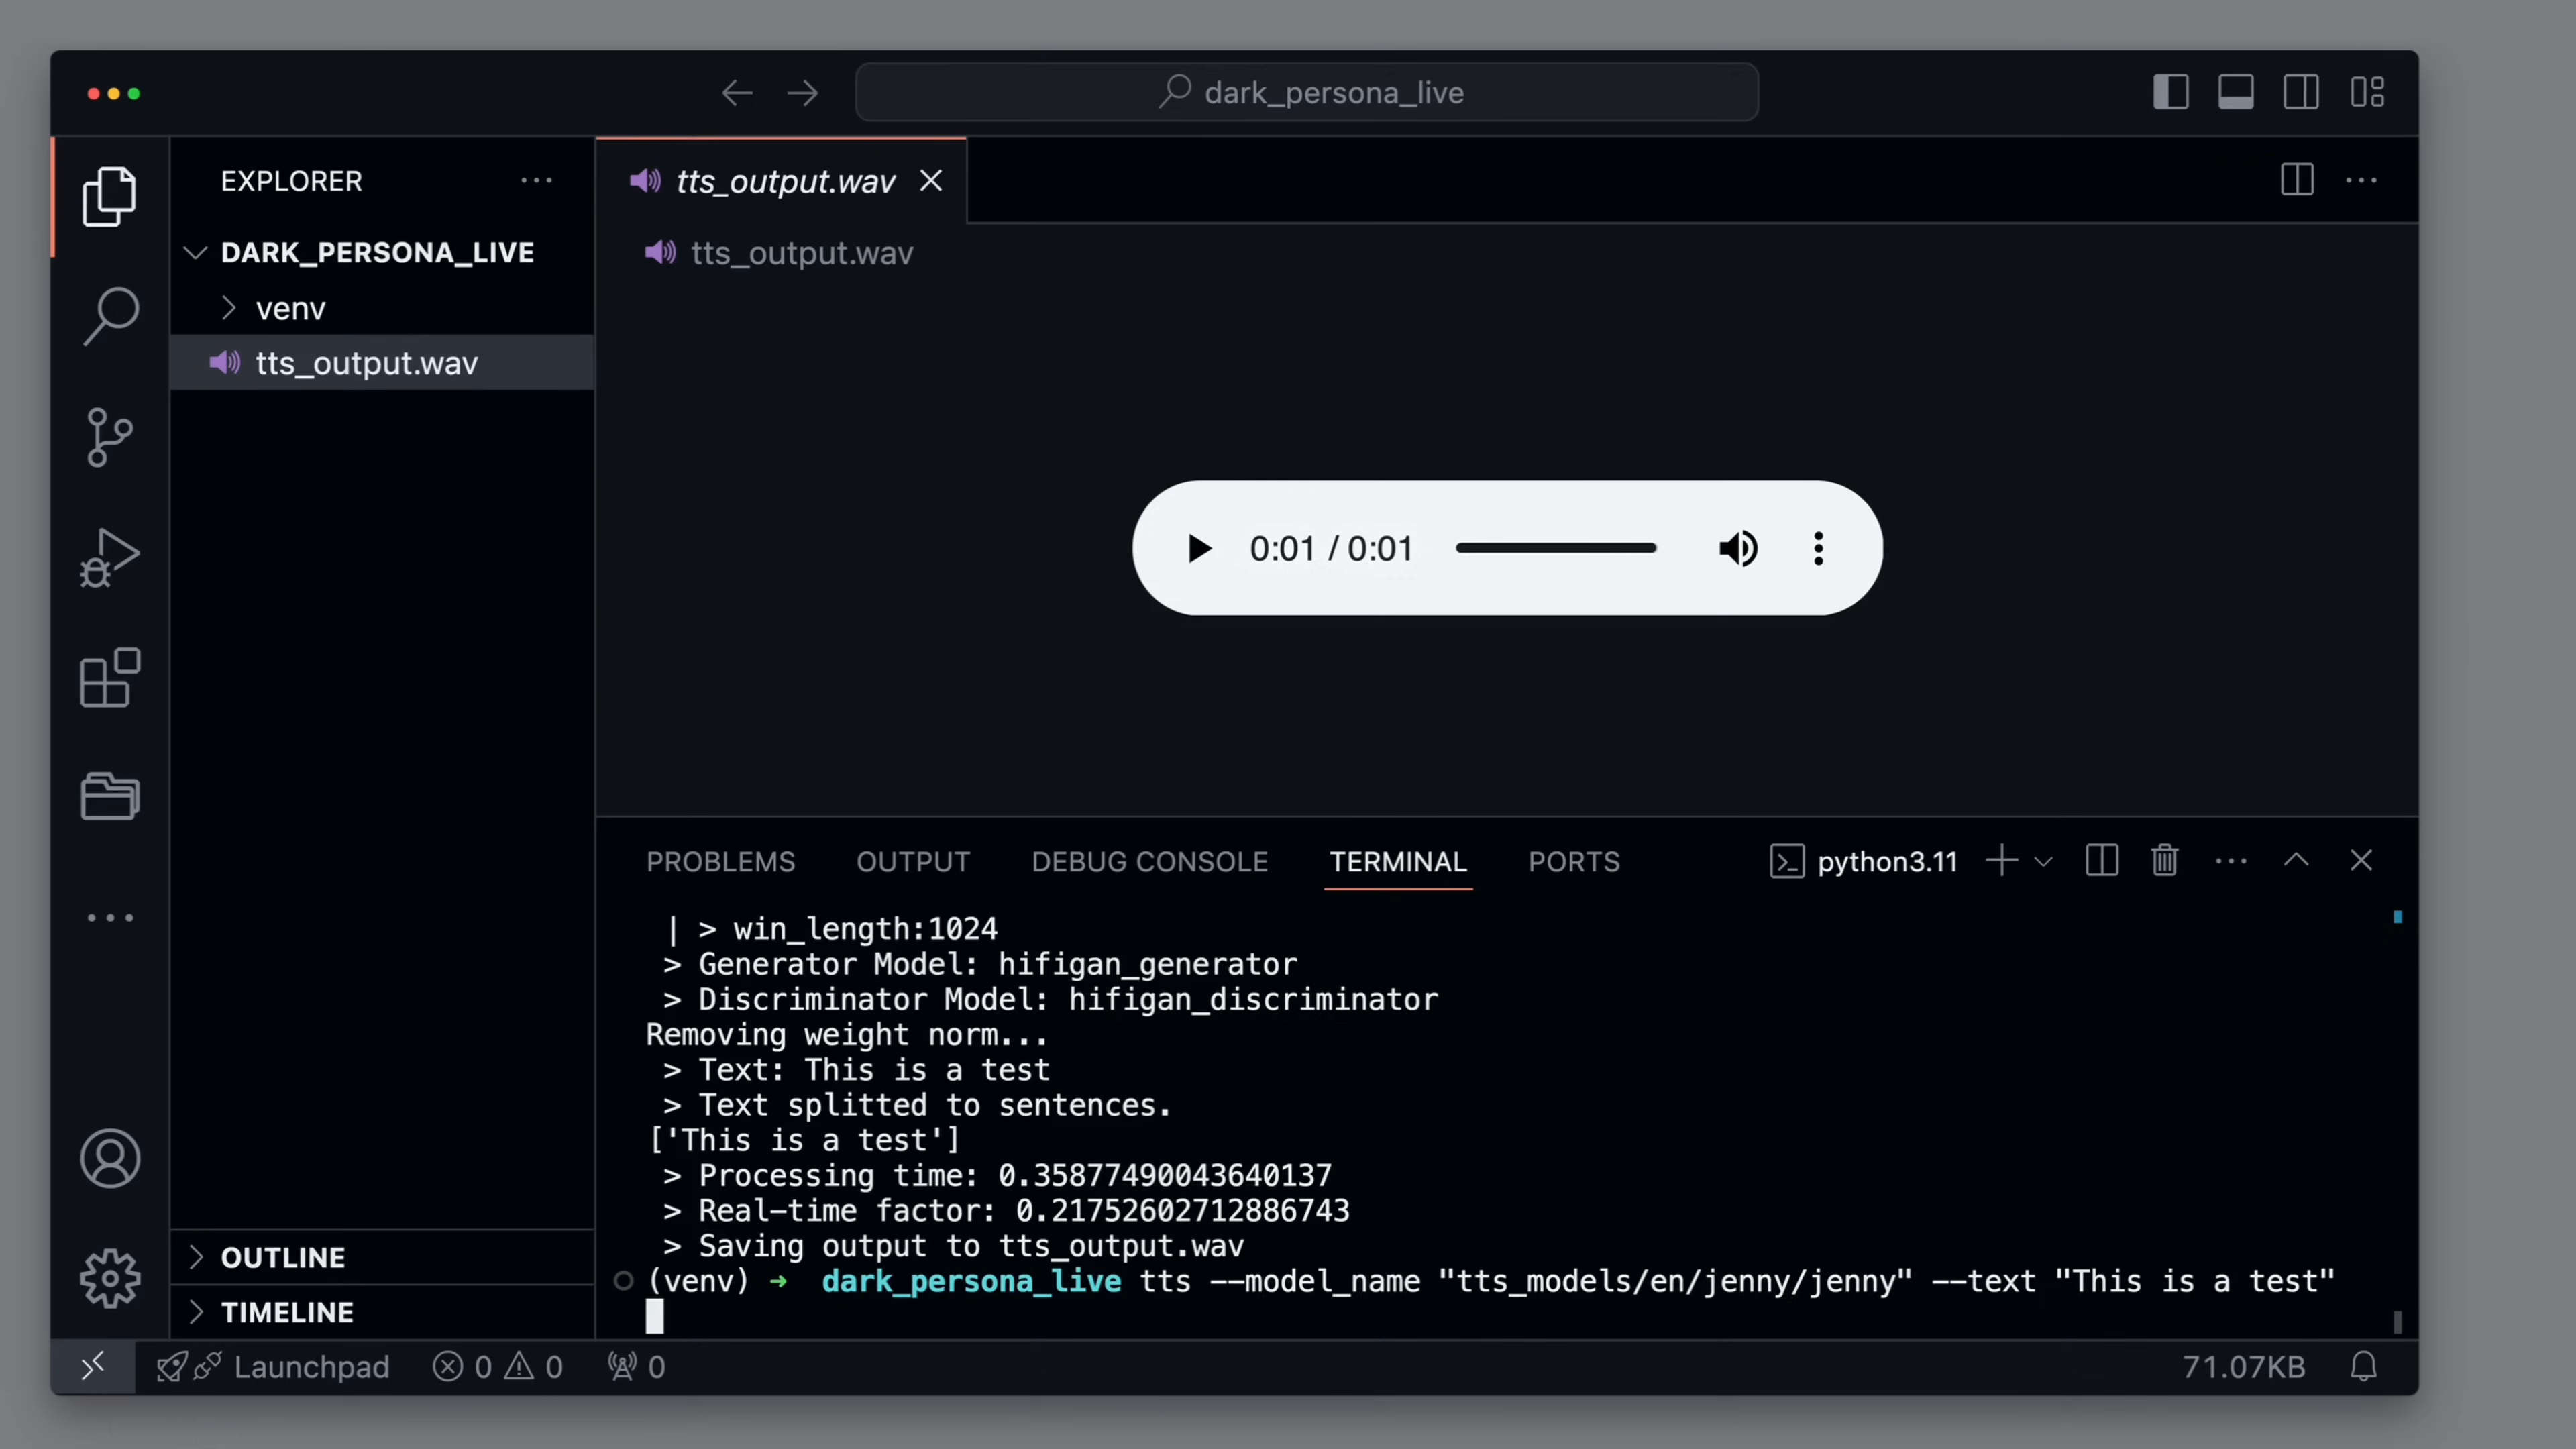 dark_persona_live
EXPLORER
DARK_PERSONA_LIVE
venv
tts_output.wav
OUTLINE
TIMELINE
tts_output.wav
tts_output.wav
0:01 / 0:01
PROBLEMS OUTPUT DEBUG CONSOLE TERMINAL PORTS python3.11
| > win_length:1024
> Generator Model: hifigan_generator
> Discriminator Model: hifigan_discriminator
Removing weight norm...
> Text: This is a test
> Text splitted to sentences.
['This is a test']
> Processing time: 0.35877490043640137
> Real-time factor: 0.21752602712886743
> Saving output to tts_output.wav
(venv) → dark_persona_live tts --model_name "tts_models/en/jenny/jenny" --text "This is a test"
Launchpad 0 0 0 71.07KB